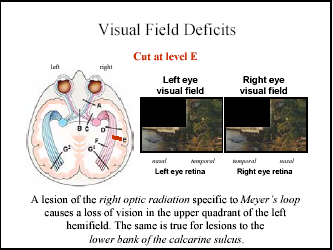 Visual Field Deficits
Cut at level E
left right
Left eye
visual field
Right eye
visual field
A
B C D
E
F
G² G¹
nasal temporal temporal nasal
Left eye retina Right eye retina
A lesion of the right optic radiation specific to Meyer's loop
causes a loss of vision in the upper quadrant of the left
hemifield. The same is true for lesions to the
lower bank of the calcarine sulcus.